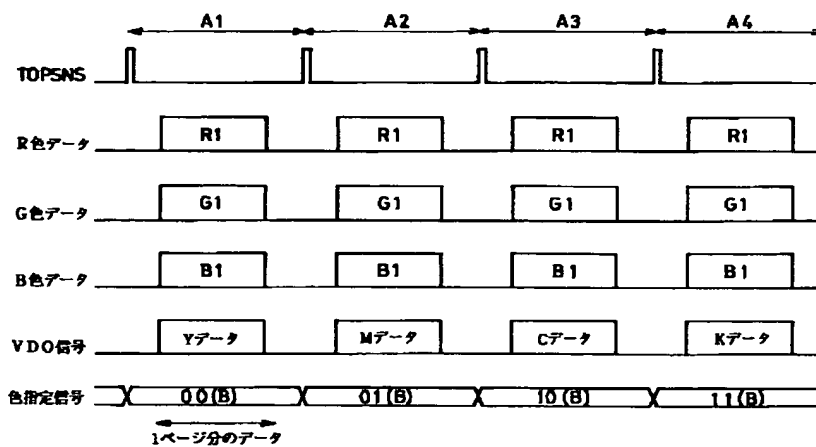 A1 A2 A3 A4
TOPSNS
R色データ R1 R1 R1 R1
G色データ G1 G1 G1 G1
B色データ B1 B1 B1 B1
VDO信号 Yデータ Mデータ Cデータ Kデータ
色指定信号 00(B) 01(B) 10(B) 11(B)
1ページ分のデータ